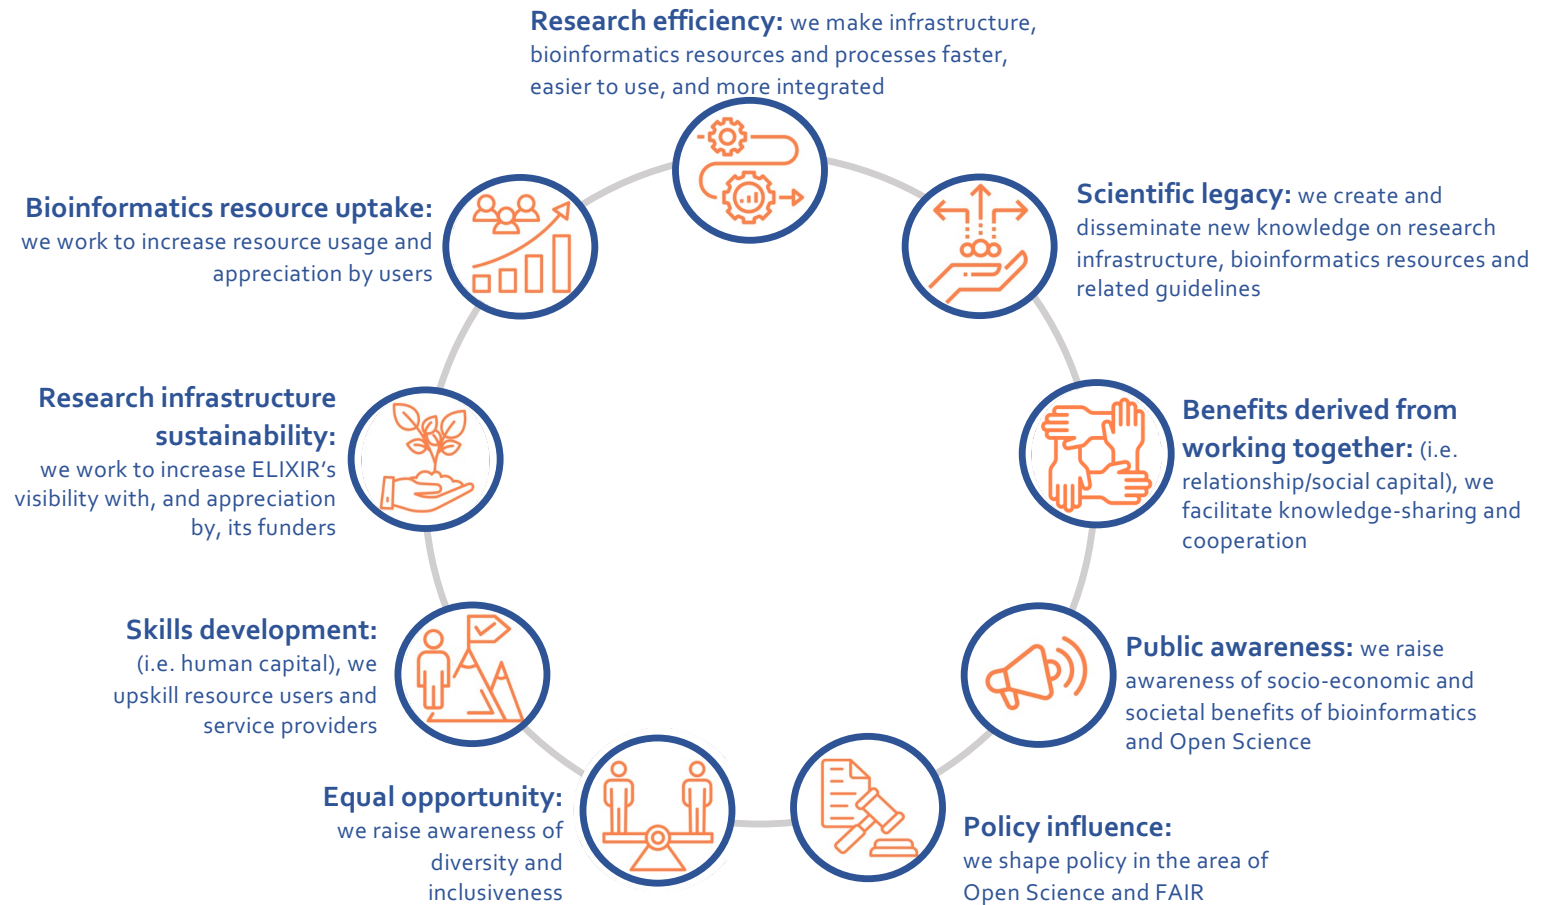 Research efficiency: we make infrastructure,
bioinformatics resources and processes faster,
easier to use, and more integrated
Scientific legacy: we create and
disseminate new knowledge on research
infrastructure, bioinformatics resources and
related guidelines
Benefits derived from
working together: (i.e.
relationship/social capital), we
facilitate knowledge-sharing and
cooperation
Public awareness: we raise
awareness of socio-economic and
societal benefits of bioinformatics
and Open Science
Policy influence:
we shape policy in the area of
Open Science and FAIR
Equal opportunity:
we raise awareness of
diversity and
inclusiveness
Skills development:
(i.e. human capital), we
upskill resource users and
service providers
Research infrastructure
sustainability:
we work to increase ELIXIR’s
visibility with, and appreciation
by, its funders
Bioinformatics resource uptake:
we work to increase resource usage and
appreciation by users